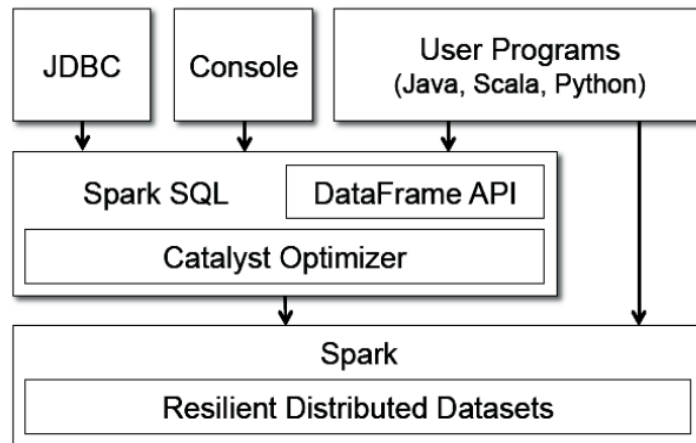 JDBC
Console
User Programs
(Java, Scala, Python)
Spark SQL
DataFrame API
Catalyst Optimizer
Spark
Resilient Distributed Datasets